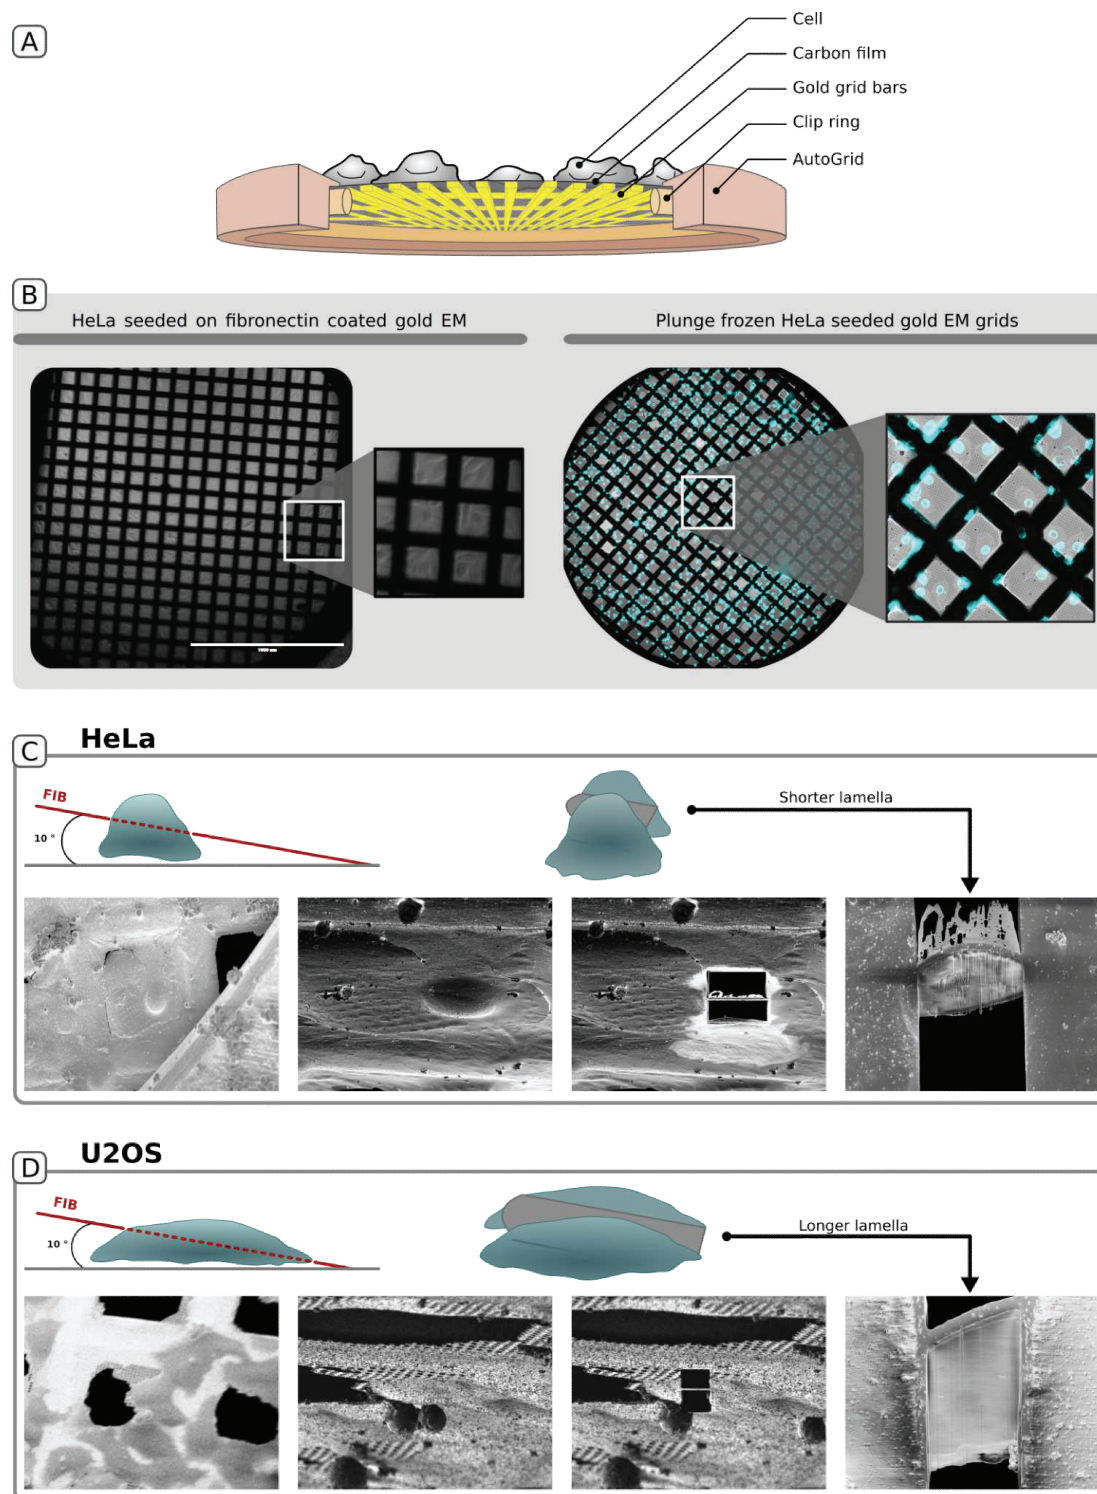 A
Cell
Carbon film
Gold grid bars
Clip ring
AutoGrid
B
HeLa seeded on fibronectin coated gold EM
Plunge frozen HeLa seeded gold EM grids
C
HeLa
FIB
10 °
Shorter lamella
D
U2OS
FIB
10 °
Longer lamella